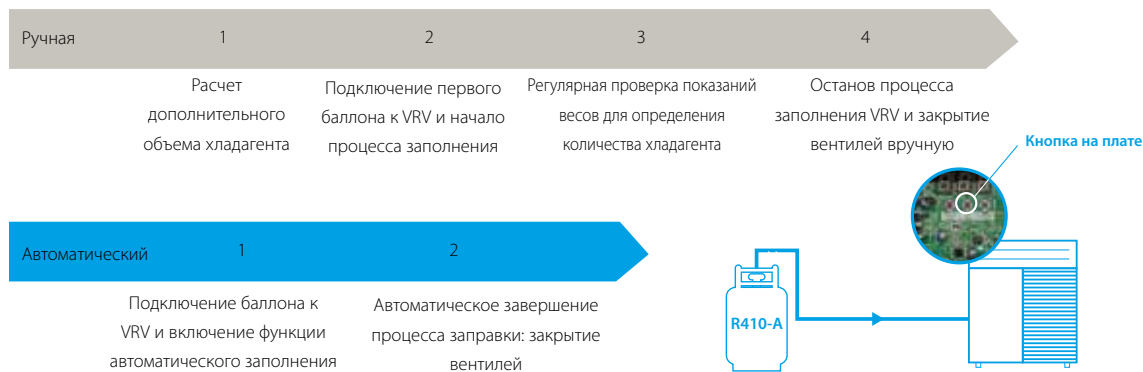 Ручная
1
2
3
4
Расчет
дополнительного
объема хладагента
Подключение первого
баллона к VRV и начало
процесса заполнения
Регулярная проверка показаний
весов для определения
количества хладагента
Останов процесса
заполнения VRV и закрытие
вентилей вручную
Кнопка на плате
Автоматический
1
2
Подключение баллона к
VRV и включение функции
автоматического заполнения
Автоматическое завершение
процесса заправки: закрытие
вентилей
R410-A